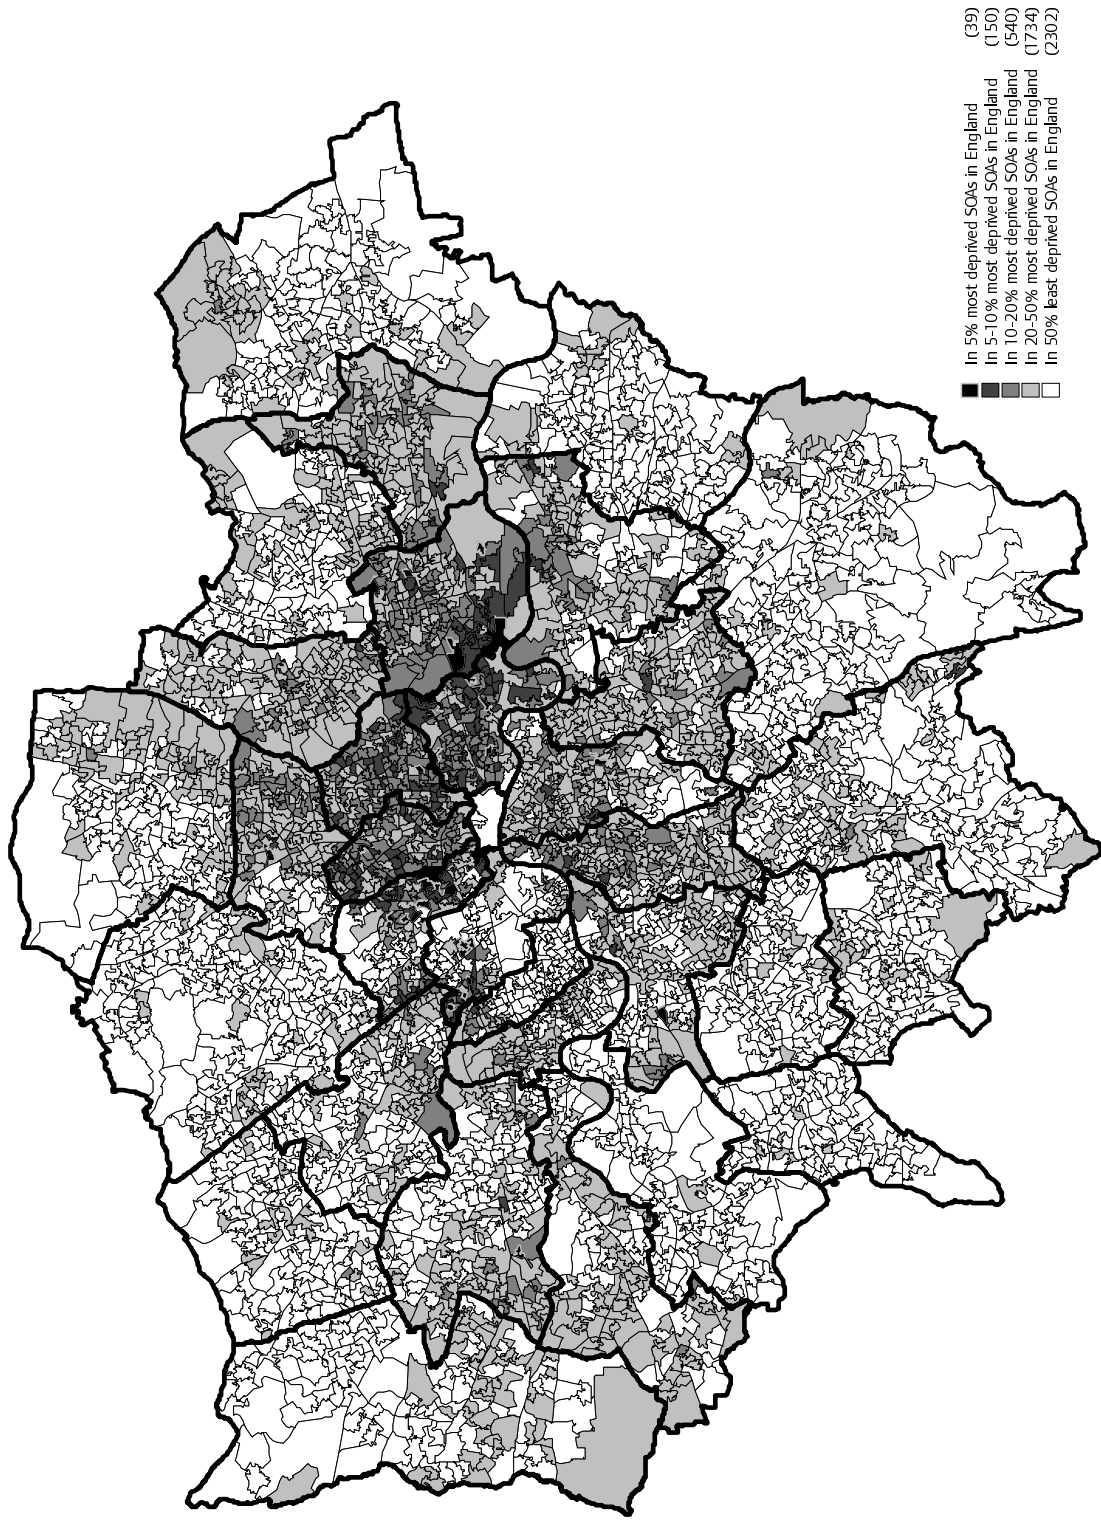 In 5% most deprived SOAs in England (39)
In 5-10% most deprived SOAs in England (150)
In 10-20% most deprived SOAs in England (540)
In 20-50% most deprived SOAs in England (1734)
In 50% least deprived SOAs in England (2302)